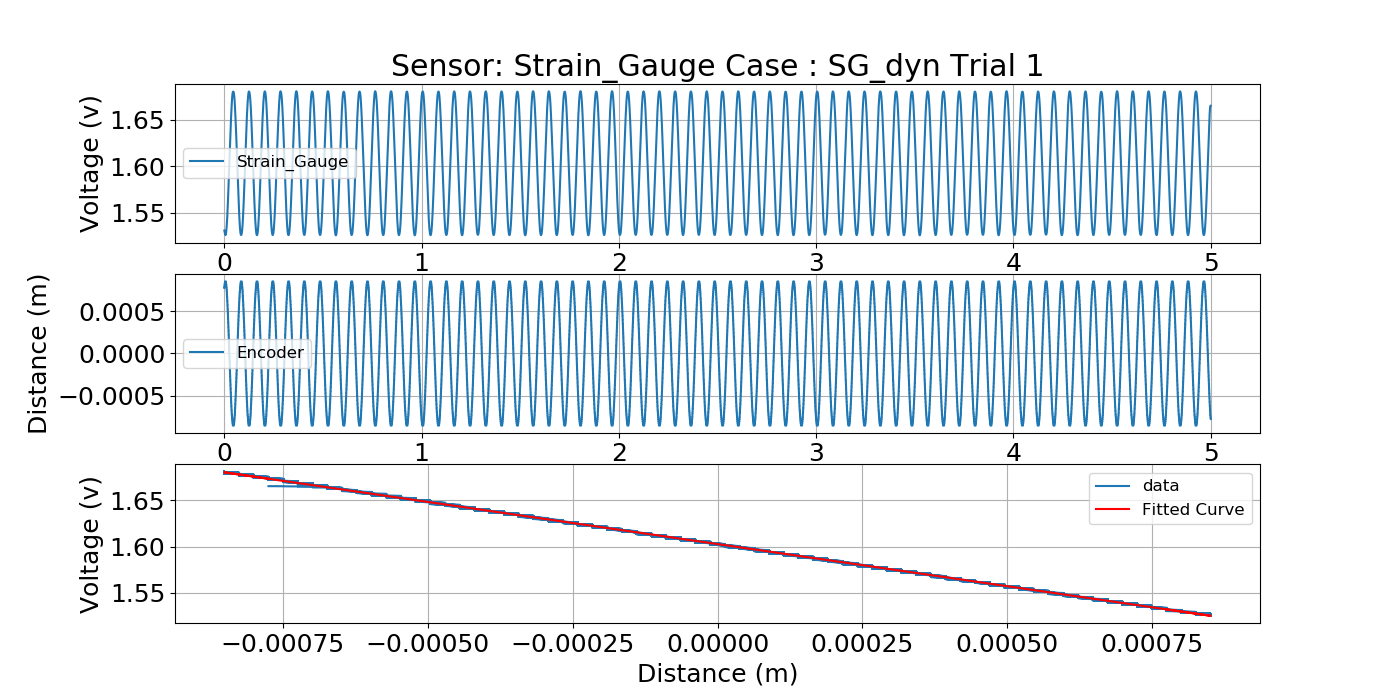 Sensor: Strain_Gauge Case : SG_dyn Trial 1
Voltage (v)
1.65
1.60
1.55
Strain_Gauge
0 1 2 3 4 5
Distance (m)
0.0005
0.0000
−0.0005
Encoder
0 1 2 3 4 5
Voltage (v)
1.65
1.60
1.55
data
Fitted Curve
−0.00075 −0.00050 −0.00025 0.00000 0.00025 0.00050 0.00075
Distance (m)